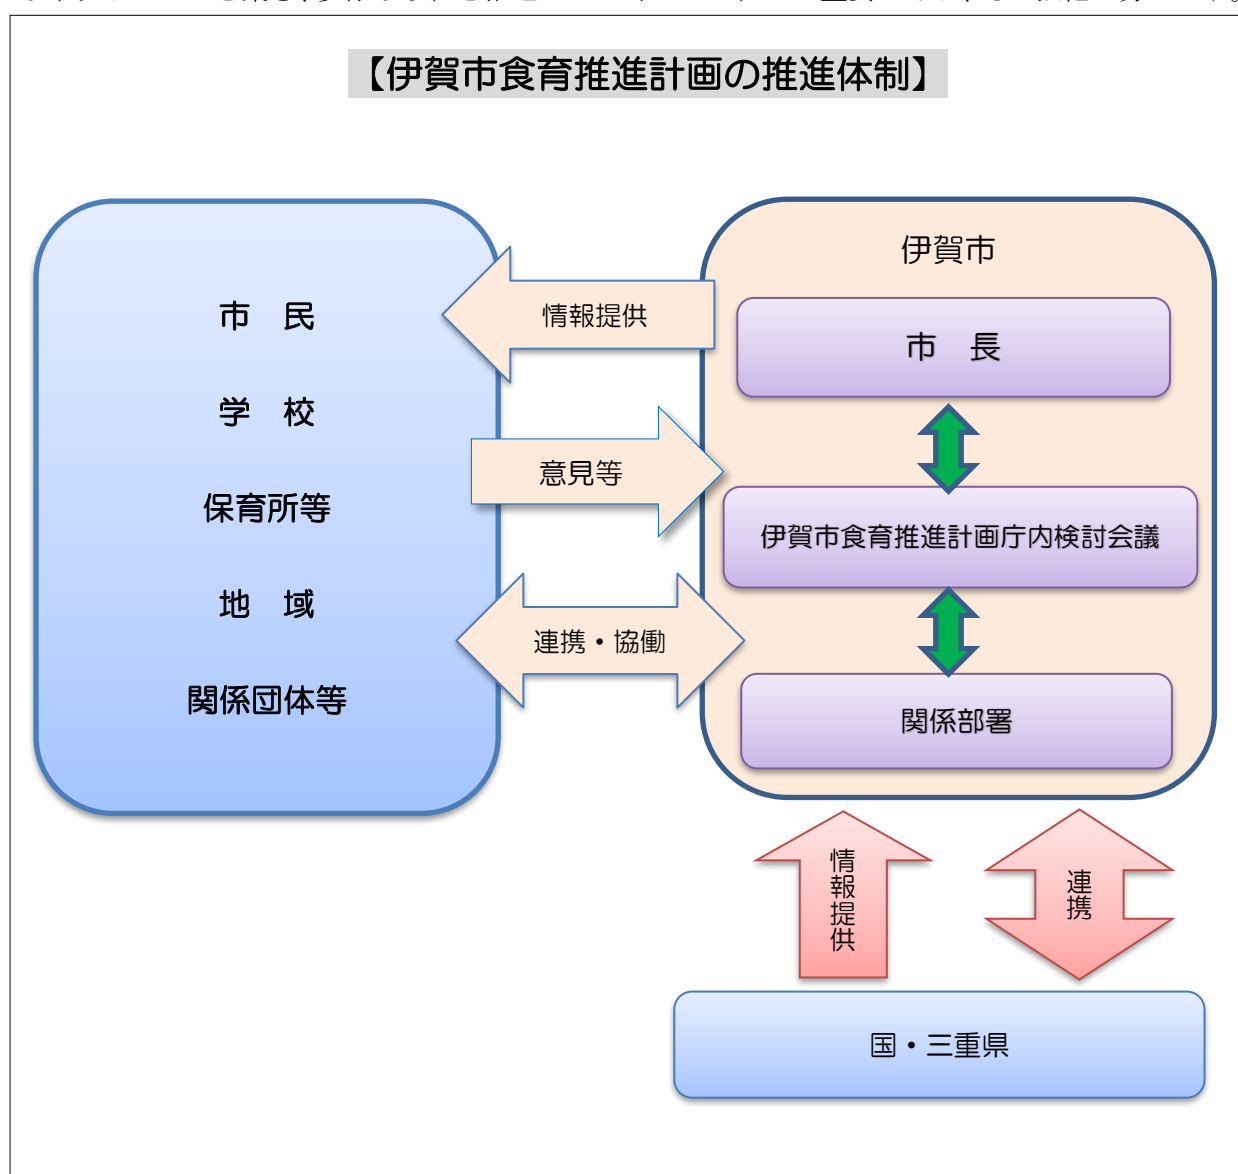 【伊賀市食育推進計画の推進体制】
市　民
学　校
保育所等
地　域
関係団体等
情報提供
意見等
連携・協働
伊賀市
市　長
伊賀市食育推進計画庁内検討会議
関係部署
情報提供
連携
国・三重県